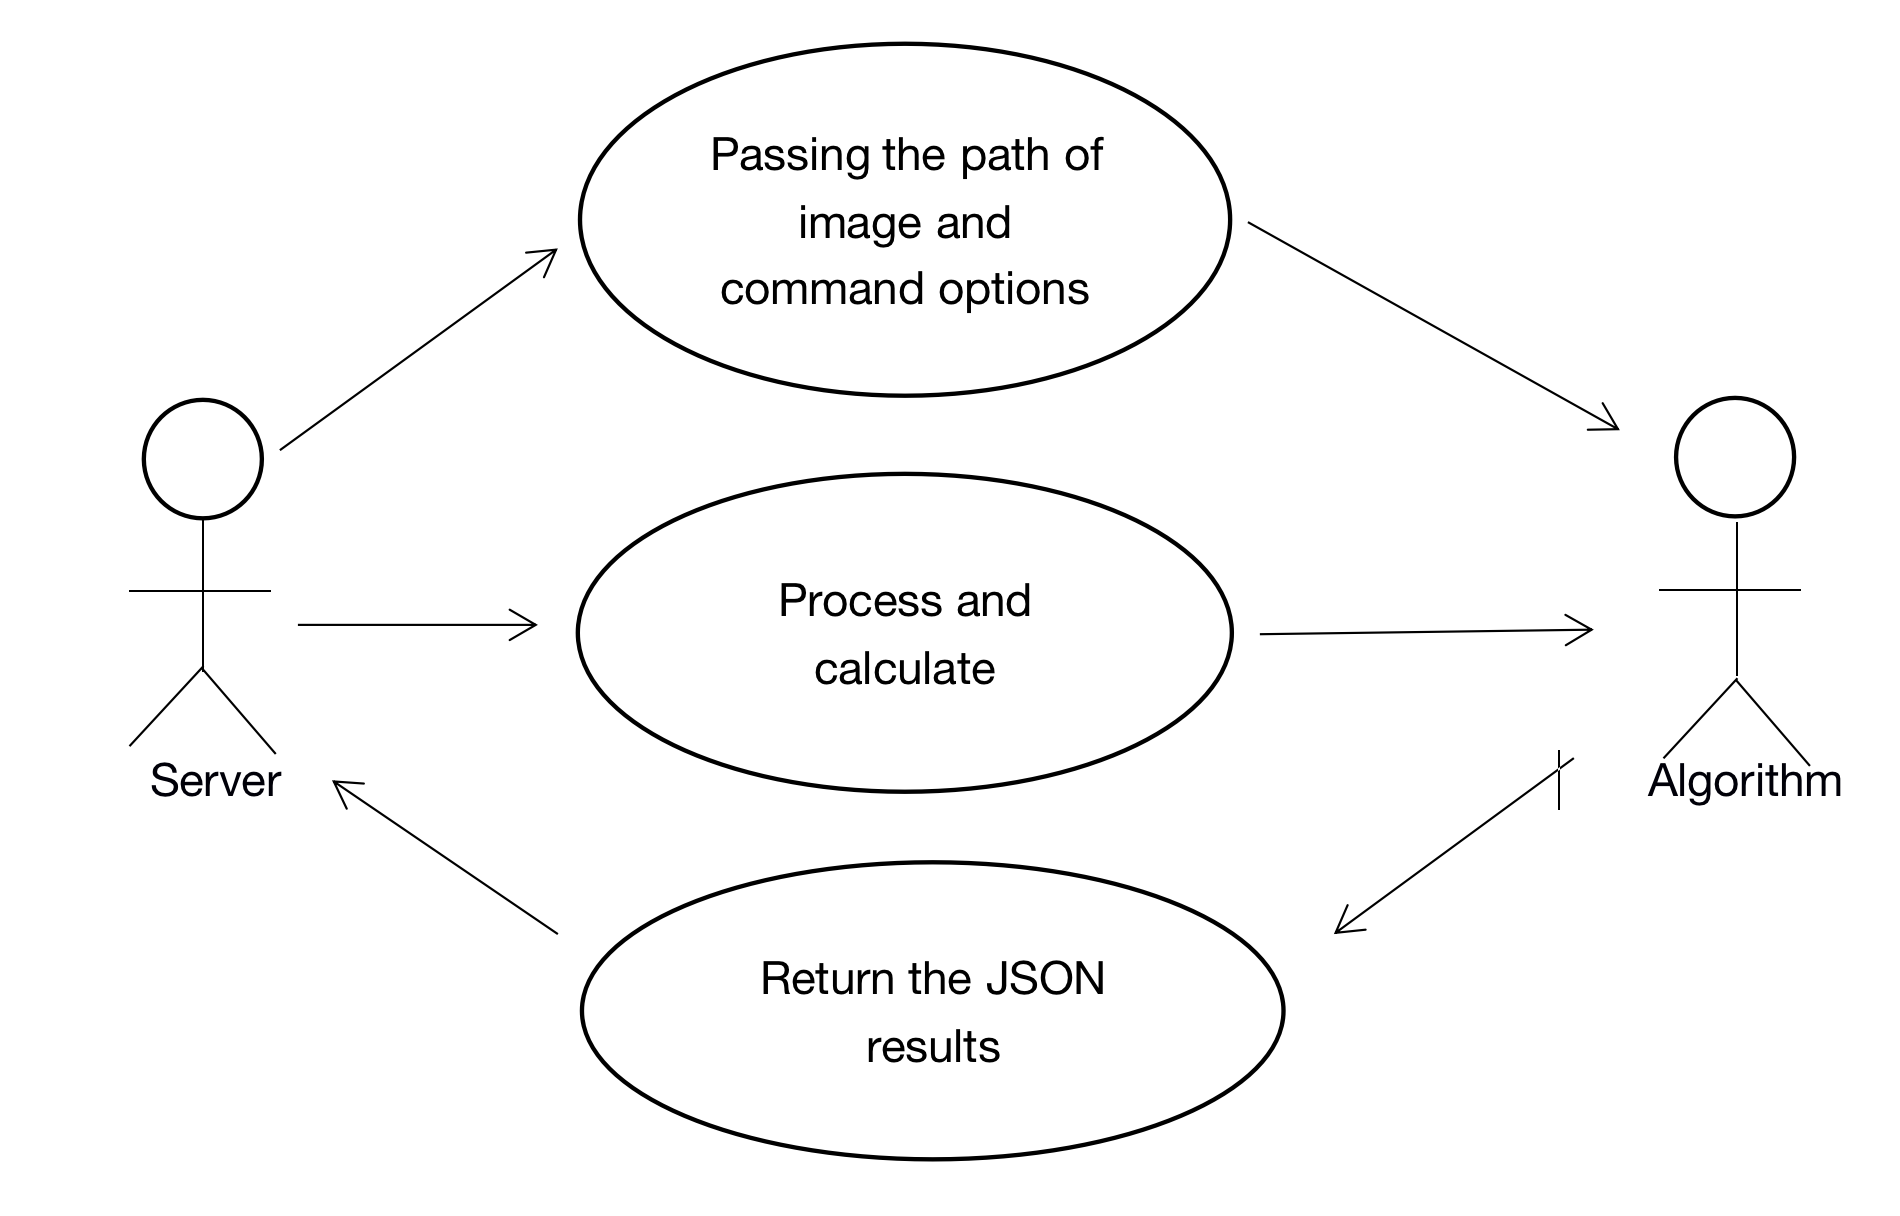 Passing the path of
image and
command options
Process and
calculate
Server
Algorithm
Return the JSON
results